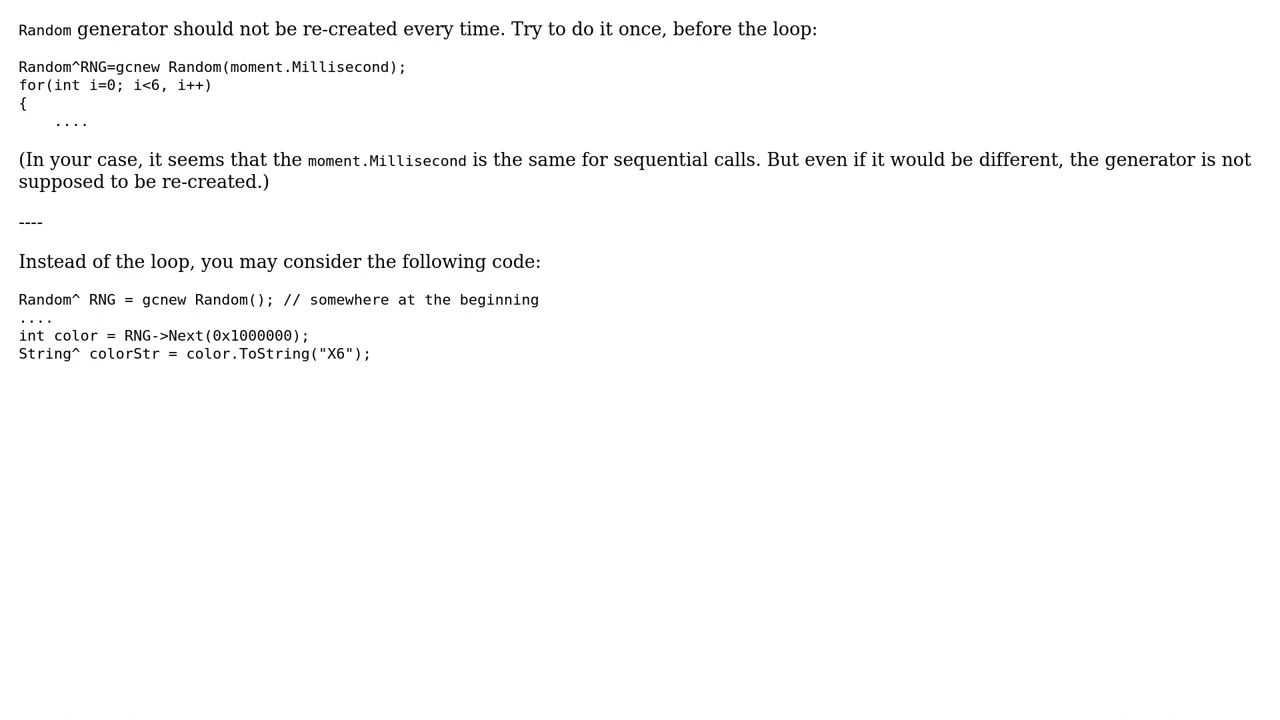 Random generator should not be re-created every time. Try to do it once, before the loop:
Random^RNG=gcnew Random(moment.Millisecond);
for(int i=0; i<6, i++)
{
    ....
(In your case, it seems that the moment.Millisecond is the same for sequential calls. But even if it would be different, the generator is not
supposed to be re-created.)
----
Instead of the loop, you may consider the following code:
Random^ RNG = gcnew Random(); // somewhere at the beginning
....
int color = RNG->Next(0x1000000);
String^ colorStr = color.ToString("X6");